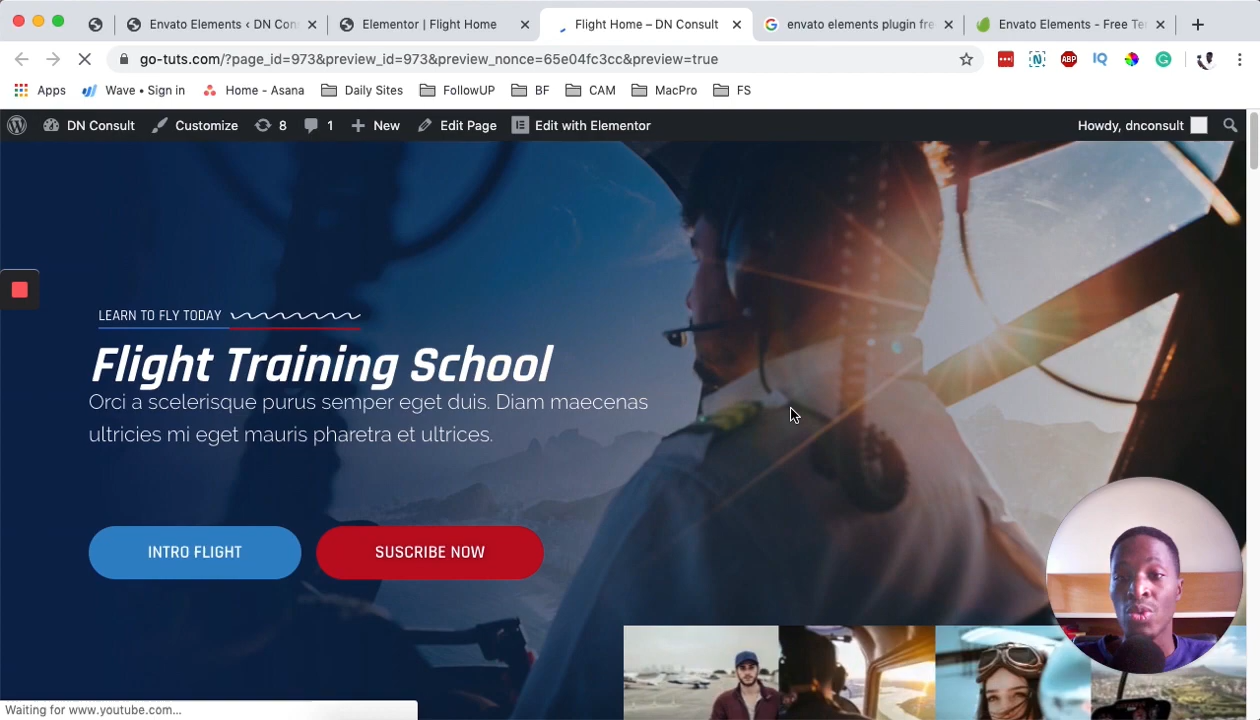 Envato Elements ‹ DN Con
Elementor | Flight Home
Flight Home – DN Consult
envato elements plugin fre
Envato Elements - Free Te
go-tuts.com/?page_id=973&preview_id=973&preview_nonce=65e04fc3cc&preview=true
ABP
IQ
Apps
Wave • Sign in
Home - Asana
Daily Sites
FollowUP
BF
CAM
MacPro
FS
DN Consult
Customize
8
1
New
Edit Page
Edit with Elementor
Howdy, dnconsult
LEARN TO FLY TODAY
Flight Training School
Orci a scelerisque purus semper eget duis. Diam maecenas
ultricies mi eget mauris pharetra et ultrices.
INTRO FLIGHT
SUSCRIBE NOW
Waiting for www.youtube.com...